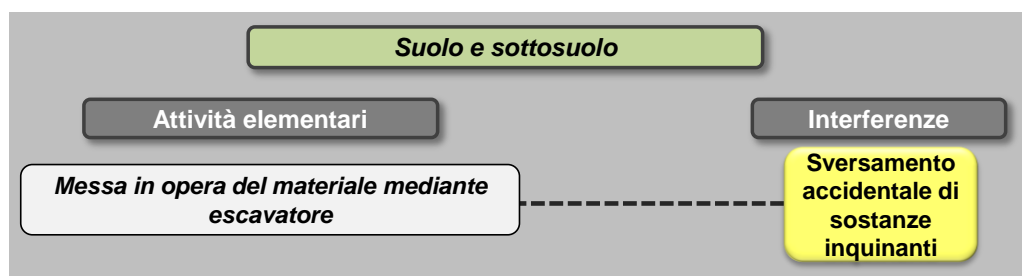 Suolo e sottosuolo
Attività elementari
Interferenze
Messa in opera del materiale mediante
escavatore
Sversamento
accidentale di
sostanze
inquinanti